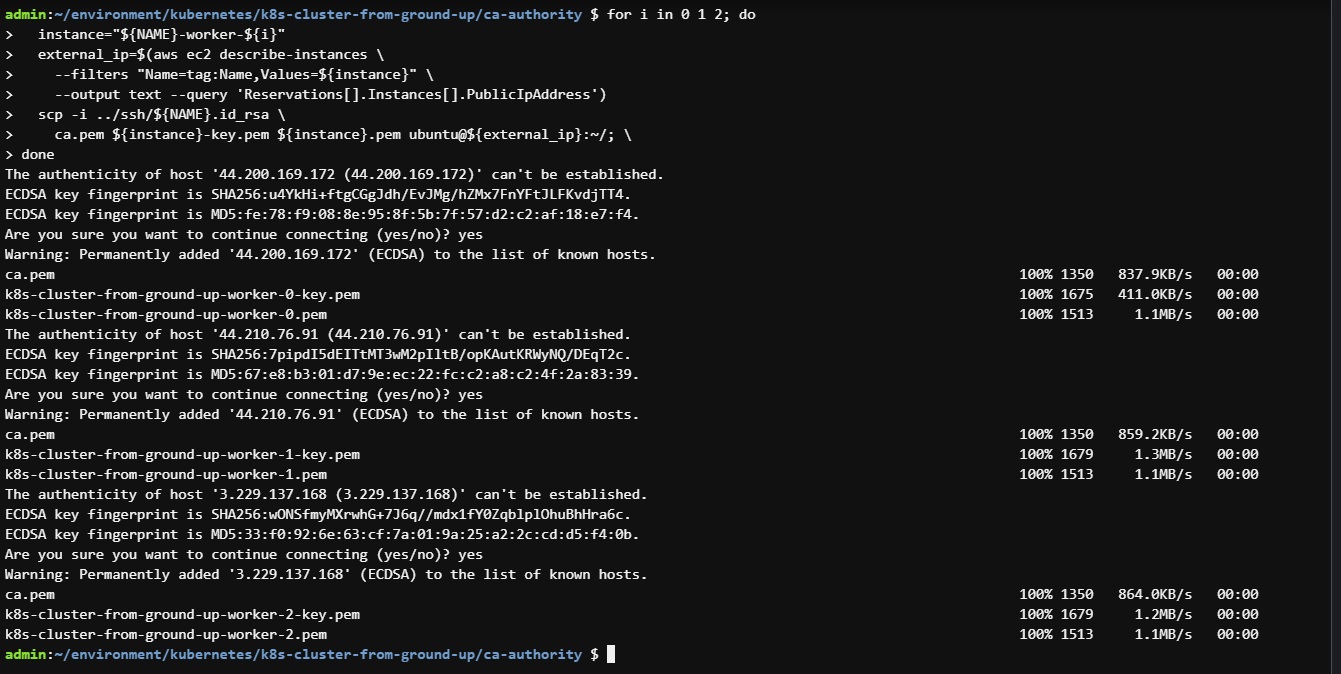 admin:~/environment/kubernetes/k8s-cluster-from-ground-up/ca-authority $ for i in 0 1 2; do
>   instance="${NAME}-worker-${i}"
>   external_ip=$(aws ec2 describe-instances \
>     --filters "Name=tag:Name,Values=${instance}" \
>     --output text --query 'Reservations[].Instances[].PublicIpAddress')
>   scp -i ../ssh/${NAME}.id_rsa \
>     ca.pem ${instance}-key.pem ${instance}.pem ubuntu@${external_ip}:~/; \
> done
The authenticity of host '44.200.169.172 (44.200.169.172)' can't be established.
ECDSA key fingerprint is SHA256:u4YkHi+ftgCGgJdh/EvJMg/hZMx7FnYFtJLFKvdjTT4.
ECDSA key fingerprint is MD5:fe:78:f9:08:8e:95:8f:5b:7f:57:d2:c2:af:18:e7:f4.
Are you sure you want to continue connecting (yes/no)? yes
Warning: Permanently added '44.200.169.172' (ECDSA) to the list of known hosts.
ca.pem 100% 1350 837.9KB/s 00:00
k8s-cluster-from-ground-up-worker-0-key.pem 100% 1675 411.0KB/s 00:00
k8s-cluster-from-ground-up-worker-0.pem 100% 1513 1.1MB/s 00:00
The authenticity of host '44.210.76.91 (44.210.76.91)' can't be established.
ECDSA key fingerprint is SHA256:7pipdI5dEITtMT3wM2pIltB/opKAutKRWyNQ/DEqT2c.
ECDSA key fingerprint is MD5:67:e8:b3:01:d7:9e:ec:22:fc:c2:a8:c2:4f:2a:83:39.
Are you sure you want to continue connecting (yes/no)? yes
Warning: Permanently added '44.210.76.91' (ECDSA) to the list of known hosts.
ca.pem 100% 1350 859.2KB/s 00:00
k8s-cluster-from-ground-up-worker-1-key.pem 100% 1679 1.3MB/s 00:00
k8s-cluster-from-ground-up-worker-1.pem 100% 1513 1.1MB/s 00:00
The authenticity of host '3.229.137.168 (3.229.137.168)' can't be established.
ECDSA key fingerprint is SHA256:wONSfmyMXrwhG+7J6q//mdx1fY0ZqblplOhuBhHra6c.
ECDSA key fingerprint is MD5:33:f0:92:6e:63:cf:7a:01:9a:25:a2:2c:cd:d5:f4:0b.
Are you sure you want to continue connecting (yes/no)? yes
Warning: Permanently added '3.229.137.168' (ECDSA) to the list of known hosts.
ca.pem 100% 1350 864.0KB/s 00:00
k8s-cluster-from-ground-up-worker-2-key.pem 100% 1679 1.2MB/s 00:00
k8s-cluster-from-ground-up-worker-2.pem 100% 1513 1.1MB/s 00:00
admin:~/environment/kubernetes/k8s-cluster-from-ground-up/ca-authority $